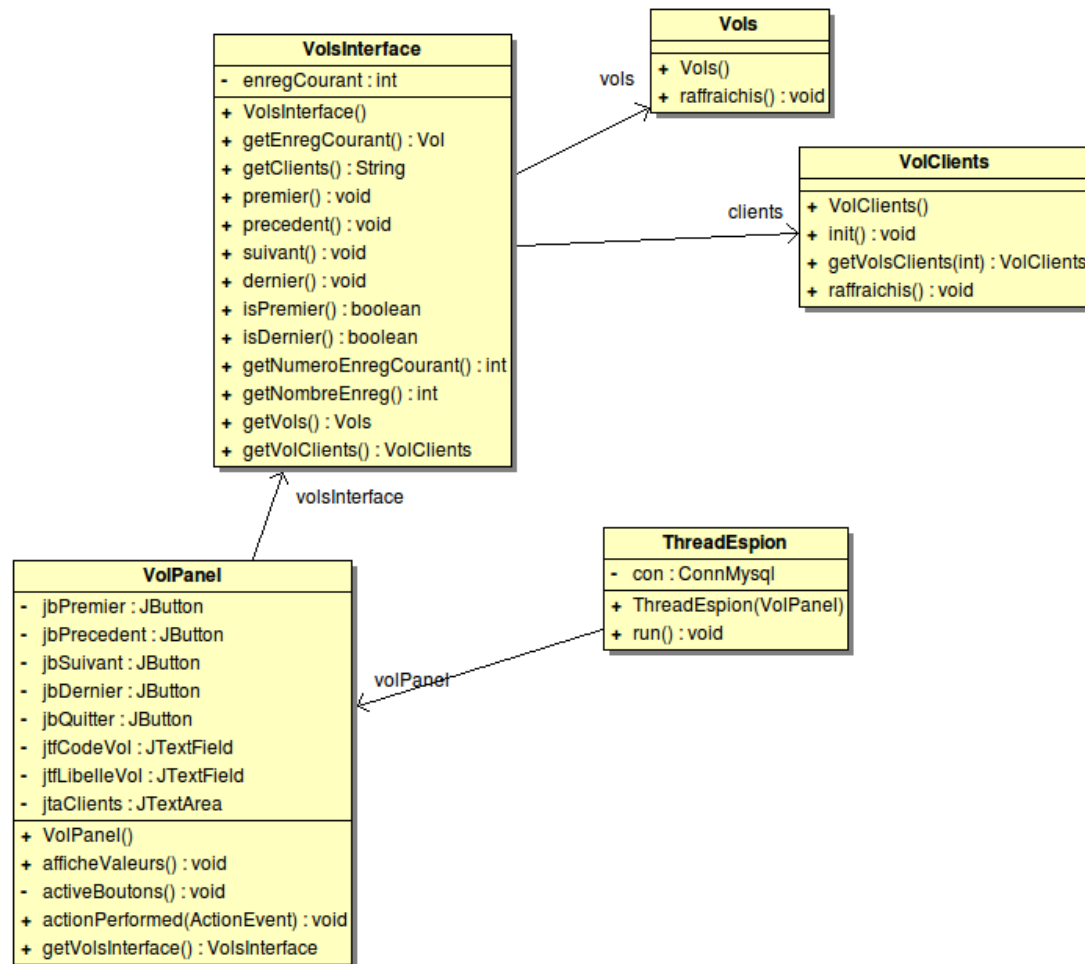 VolsInterface
- enregCourant : int
+ VolsInterface()
+ getEnregCourant() : Vol
+ getClients() : String
+ premier() : void
+ precedent() : void
+ suivant() : void
+ dernier() : void
+ isPremier() : boolean
+ isDernier() : boolean
+ getNumeroEnregCourant() : int
+ getNombreEnreg() : int
+ getVols() : Vols
+ getVolClients() : VolClients
vols
Vols
+ Vols()
+ raffraichis() : void
clients
VolClients
+ VolClients()
+ init() : void
+ getVolsClients(int) : VolClients
+ raffraichis() : void
volsInterface
VolPanel
- jbPremier : JButton
- jbPrecedent : JButton
- jbSuivant : JButton
- jbDernier : JButton
- jbQuitter : JButton
- jtfCodeVol : JTextField
- jtfLibelleVol : JTextField
- jtaClients : JTextArea
+ VolPanel()
+ afficheValeurs() : void
- activeBoutons() : void
+ actionPerformed(ActionEvent) : void
+ getVolsInterface() : VolsInterface
volPanel
ThreadEspion
- con : ConnMysql
+ ThreadEspion(VolPanel)
+ run() : void